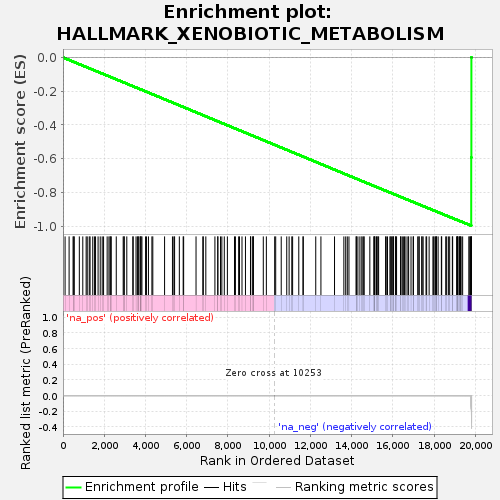 Enrichment plot:
HALLMARK_XENOBIOTIC_METABOLISM
Enrichment score (ES)
0.0
-0.2
-0.4
-0.6
-0.8
-1.0
'na_pos' (positively correlated)
Ranked list metric (PreRanked)
1.0
0.8
0.6
0.4
0.2
0.0
-0.2
-0.4
Zero cross at 10253
'na_neg' (negatively correlated)
0
2,000
4,000
6,000
8,000
10,000
12,000
14,000
16,000
18,000
20,000
Rank in Ordered Dataset
Enrichment profile
Hits
Ranking metric scores